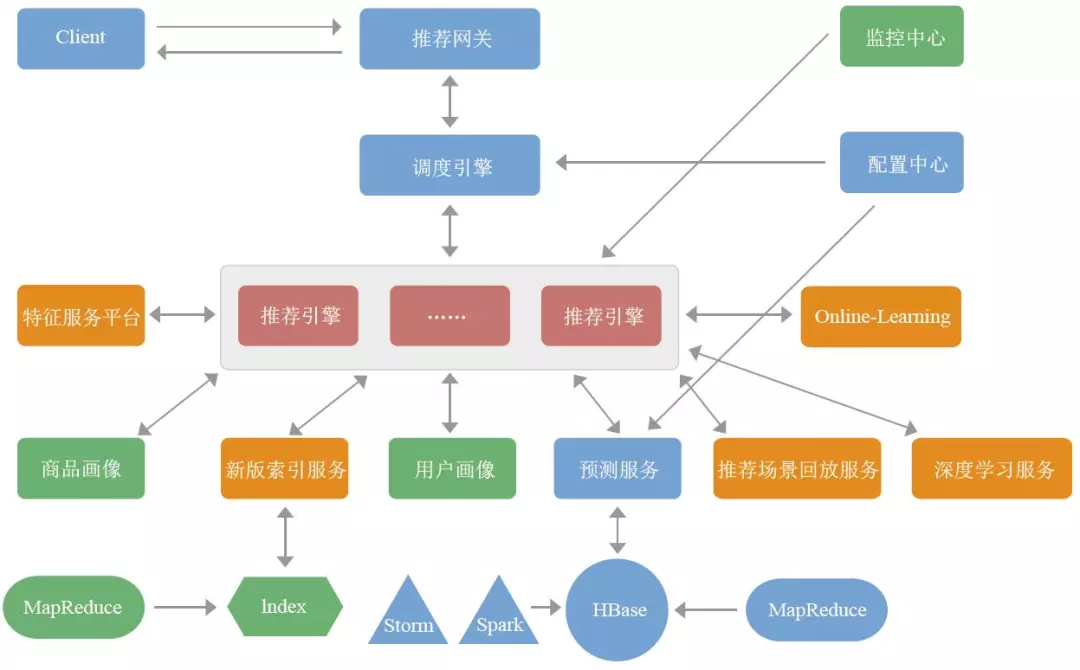 Client
推荐网关
监控中心
调度引擎
配置中心
特征服务平台
推荐引擎
……
推荐引擎
Online-Learning
商品画像
新版索引服务
用户画像
预测服务
推荐场景回放服务
深度学习服务
MapReduce
lndex
Storm
Spark
HBase
MapReduce